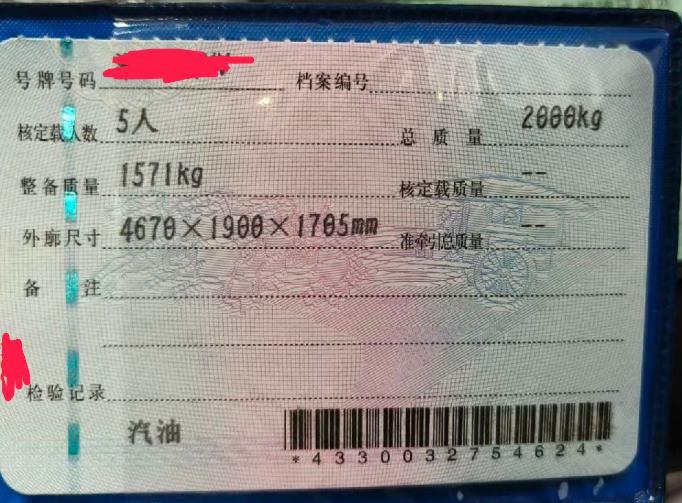 号牌号码 档案编号
核定载人数 5人 总质量 2000kg
整备质量 1571kg 核定载质量 --
外廓尺寸 4670×1900×1705mm 准牵引总质量 --
备注
检验记录
汽油
*4330032754624*